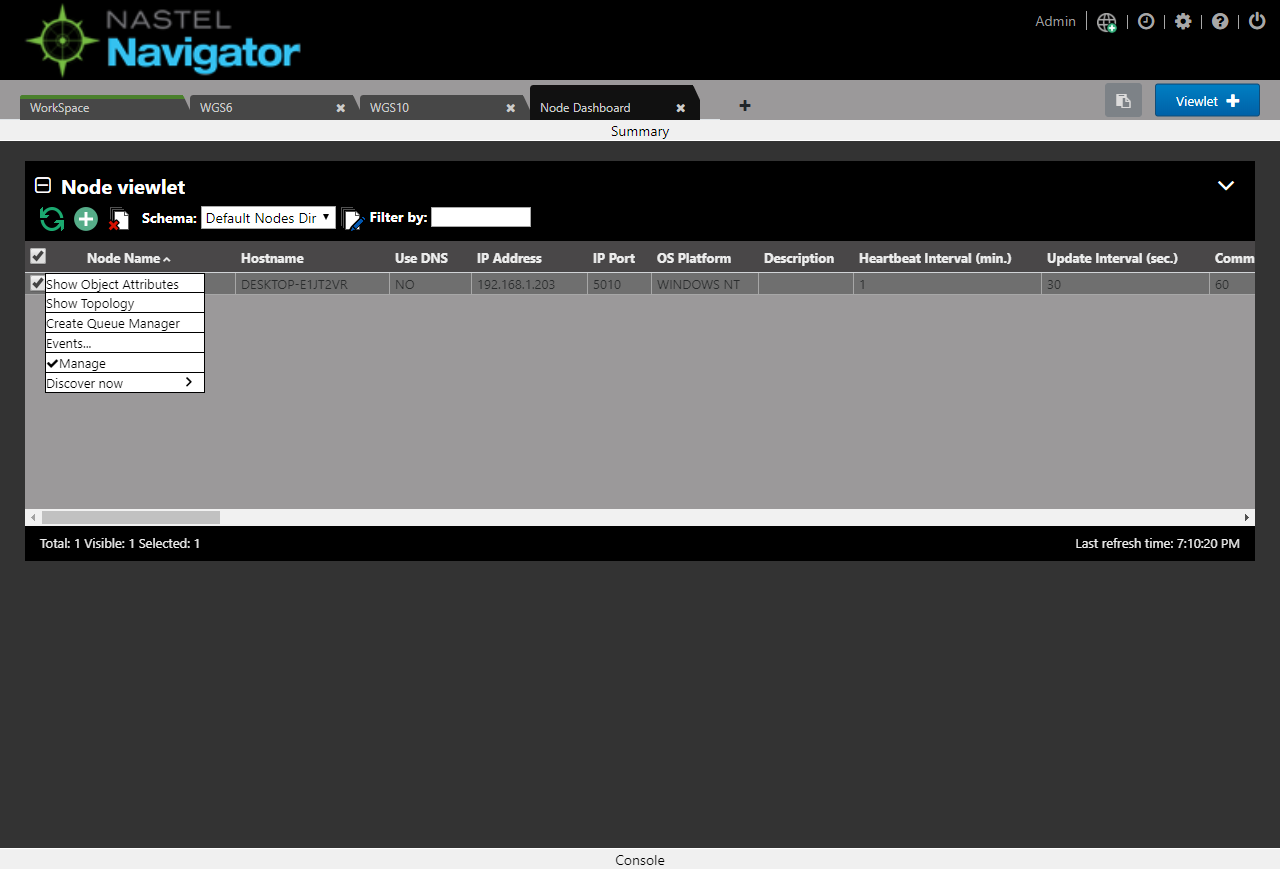 NASTEL
Navigator
Admin
WorkSpace
WGS6
WGS10
Node Dashboard
Viewlet
Summary
Node viewlet
Schema: Default Nodes Dir Filter by:
Node Name Hostname Use DNS IP Address IP Port OS Platform Description Heartbeat Interval (min.) Update Interval (sec.) Comm
DESKTOP-E1JT2VR NO 192.168.1.203 5010 WINDOWS NT 1 30 60
Show Object Attributes
Show Topology
Create Queue Manager
Events...
Manage
Discover now
Total: 1 Visible: 1 Selected: 1
Last refresh time: 7:10:20 PM
Console